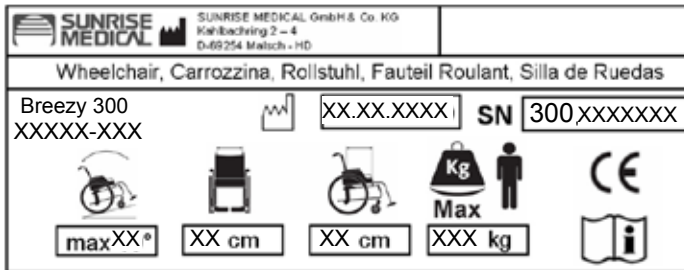 SUNRISE MEDICAL
SUNRISE MEDICAL GmbH & Co. KG
Kahlbachring 2 – 4
D-69254 Malsch - HD
Wheelchair, Carrozzina, Rollstuhl, Fauteil Roulant, Silla de Ruedas
Breezy 300
XXXXX-XXX
XX.XX.XXXX SN 300XXXXXXX
Kg
Max
CE
i
maxXX° XX cm XX cm XXX kg